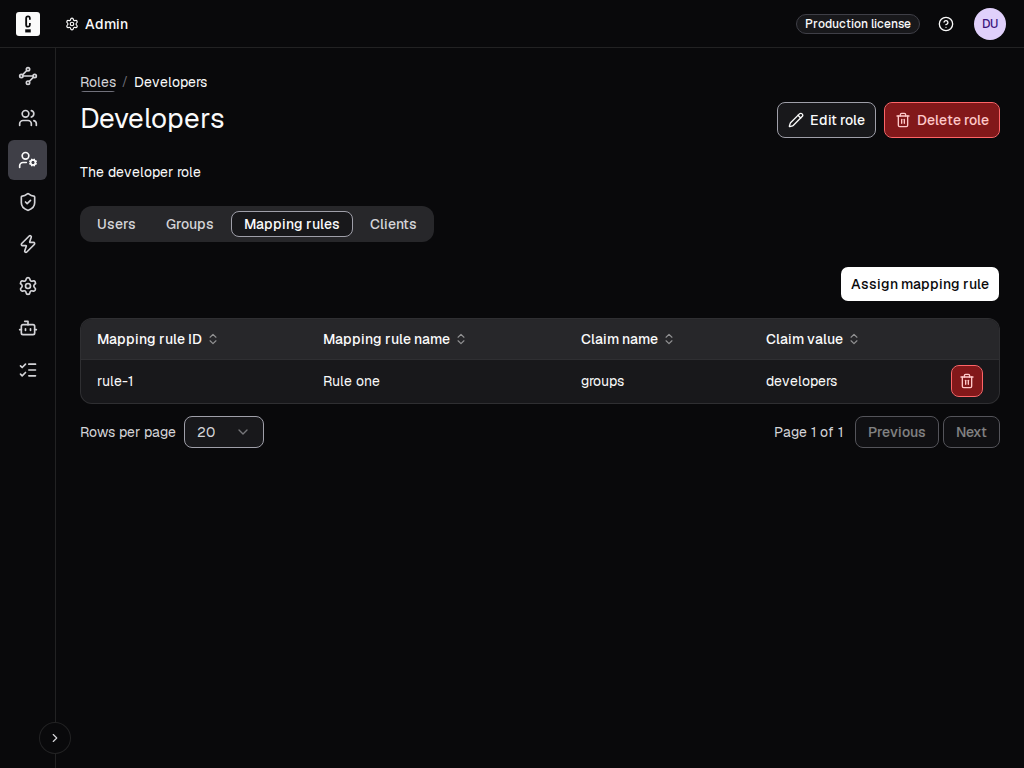 Admin
Production license
DU
Roles / Developers
Developers
Edit role
Delete role
The developer role
Users Groups Mapping rules Clients
Assign mapping rule
Mapping rule ID Mapping rule name Claim name Claim value
rule-1 Rule one groups developers
Rows per page 20
Page 1 of 1 Previous Next